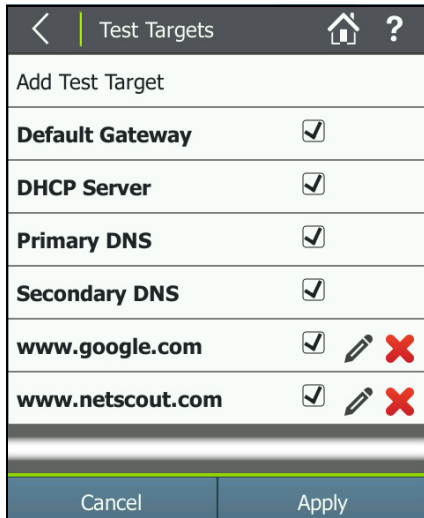 Test Targets ?
Add Test Target
Default Gateway
DHCP Server
Primary DNS
Secondary DNS
www.google.com
www.netscout.com
Cancel Apply